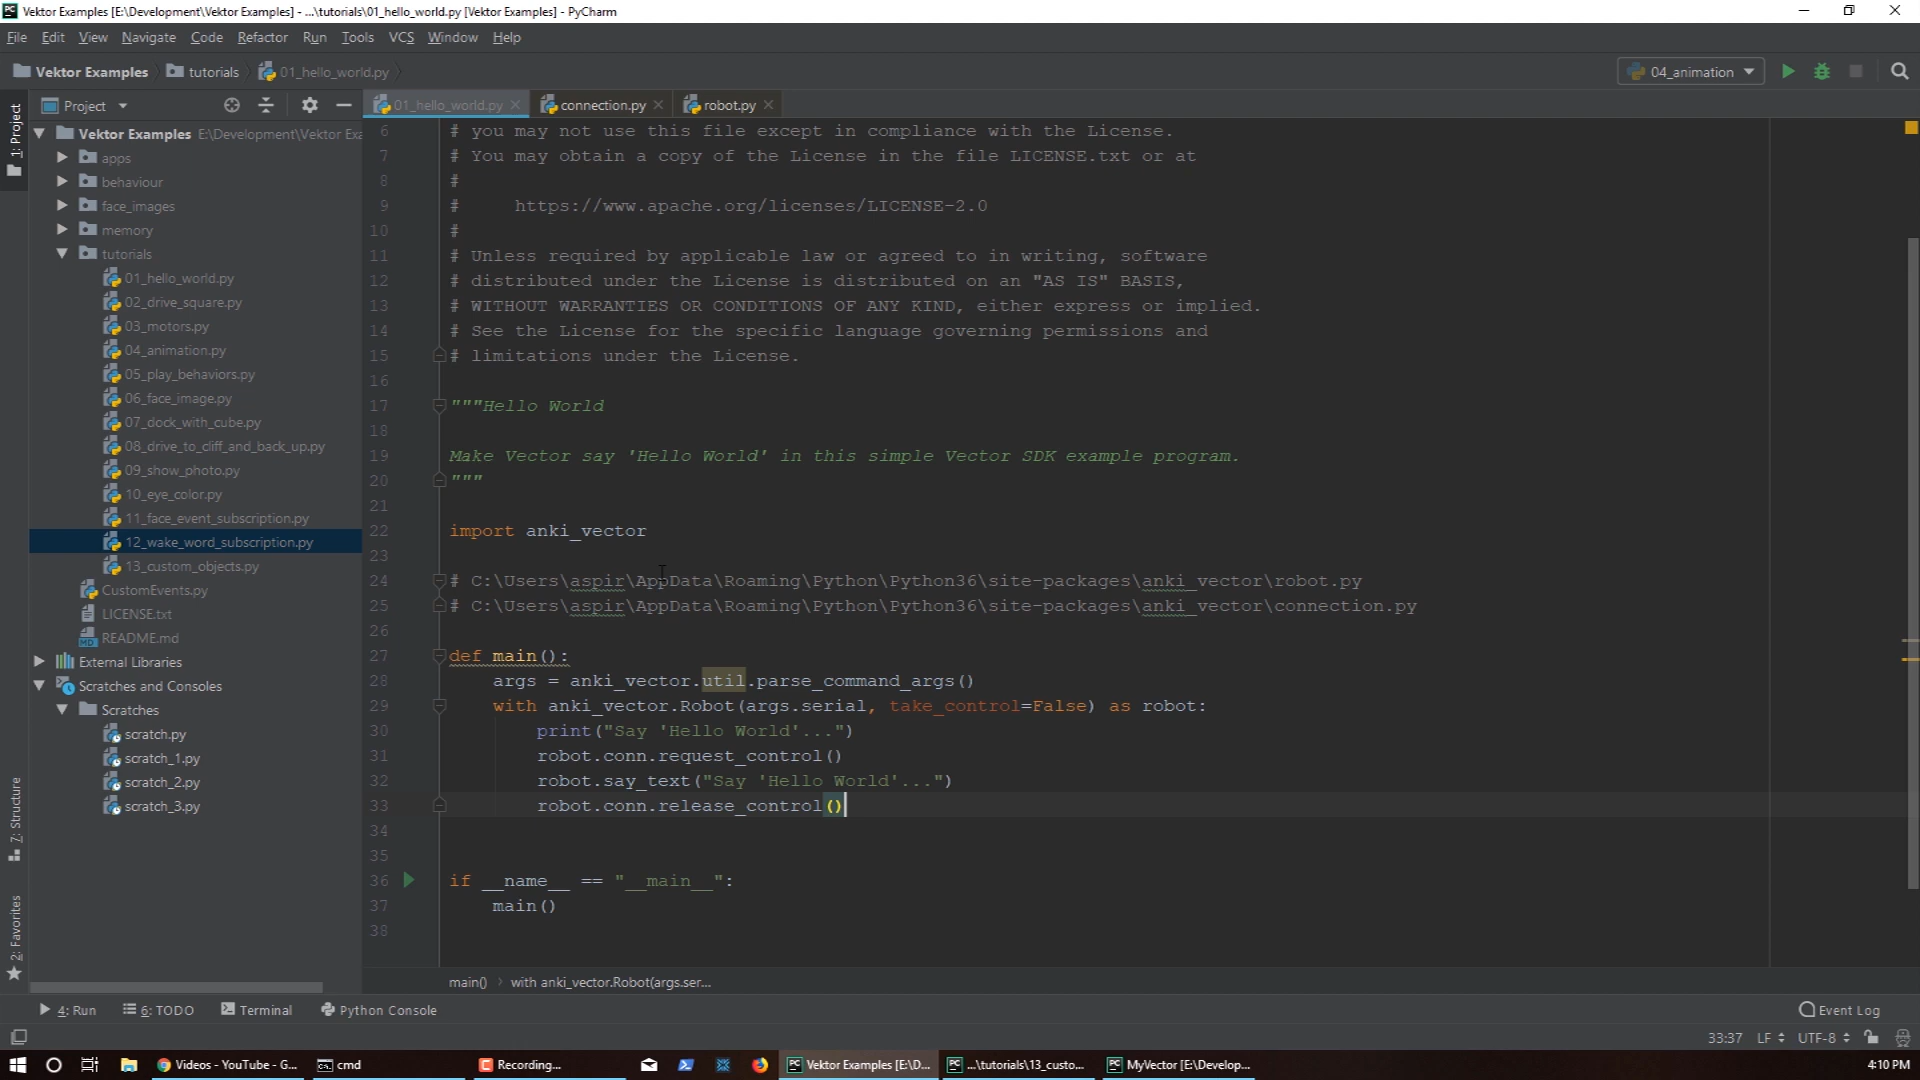 Vektor Examples [E:\Development\Vektor Examples] - ...\tutorials\01_hello_world.py [Vektor Examples] - PyCharm
File Edit View Navigate Code Refactor Run Tools VCS Window Help
Vektor Examples tutorials 01_hello_world.py 04_animation
Project 01_hello_world.py connection.py robot.py
1: Project
Vektor Examples E:\Development\Vektor Exa
apps
behaviour
face_images
memory
tutorials
01_hello_world.py
02_drive_square.py
03_motors.py
04_animation.py
05_play_behaviors.py
06_face_image.py
07_dock_with_cube.py
08_drive_to_cliff_and_back_up.py
09_show_photo.py
10_eye_color.py
11_face_event_subscription.py
12_wake_word_subscription.py
13_custom_objects.py
CustomEvents.py
LICENSE.txt
README.md
External Libraries
Scratches and Consoles
Scratches
scratch.py
scratch_1.py
scratch_2.py
scratch_3.py
7: Structure
2: Favorites
6 # you may not use this file except in compliance with the License.
7 # You may obtain a copy of the License in the file LICENSE.txt or at
8 #
9 #     https://www.apache.org/licenses/LICENSE-2.0
10 #
11 # Unless required by applicable law or agreed to in writing, software
12 # distributed under the License is distributed on an "AS IS" BASIS,
13 # WITHOUT WARRANTIES OR CONDITIONS OF ANY KIND, either express or implied.
14 # See the License for the specific language governing permissions and
15 # limitations under the License.
16
17 """Hello World
18
19 Make Vector say 'Hello World' in this simple Vector SDK example program.
20 """
21
22 import anki_vector
23
24 # C:\Users\aspir\AppData\Roaming\Python\Python36\site-packages\anki_vector\robot.py
25 # C:\Users\aspir\AppData\Roaming\Python\Python36\site-packages\anki_vector\connection.py
26
27 def main():
28     args = anki_vector.util.parse_command_args()
29     with anki_vector.Robot(args.serial, take_control=False) as robot:
30         print("Say 'Hello World'...")
31         robot.conn.request_control()
32         robot.say_text("Say 'Hello World'...")
33         robot.conn.release_control()
34
35
36 if __name__ == "__main__":
37     main()
38
main() with anki_vector.Robot(args.ser...
4: Run 6: TODO Terminal Python Console Event Log
33:37 LF UTF-8
Videos - YouTube - G... cmd Recording... Vektor Examples [E:\D... ...\tutorials\13_custo... MyVector [E:\Develop... 4:10 PM